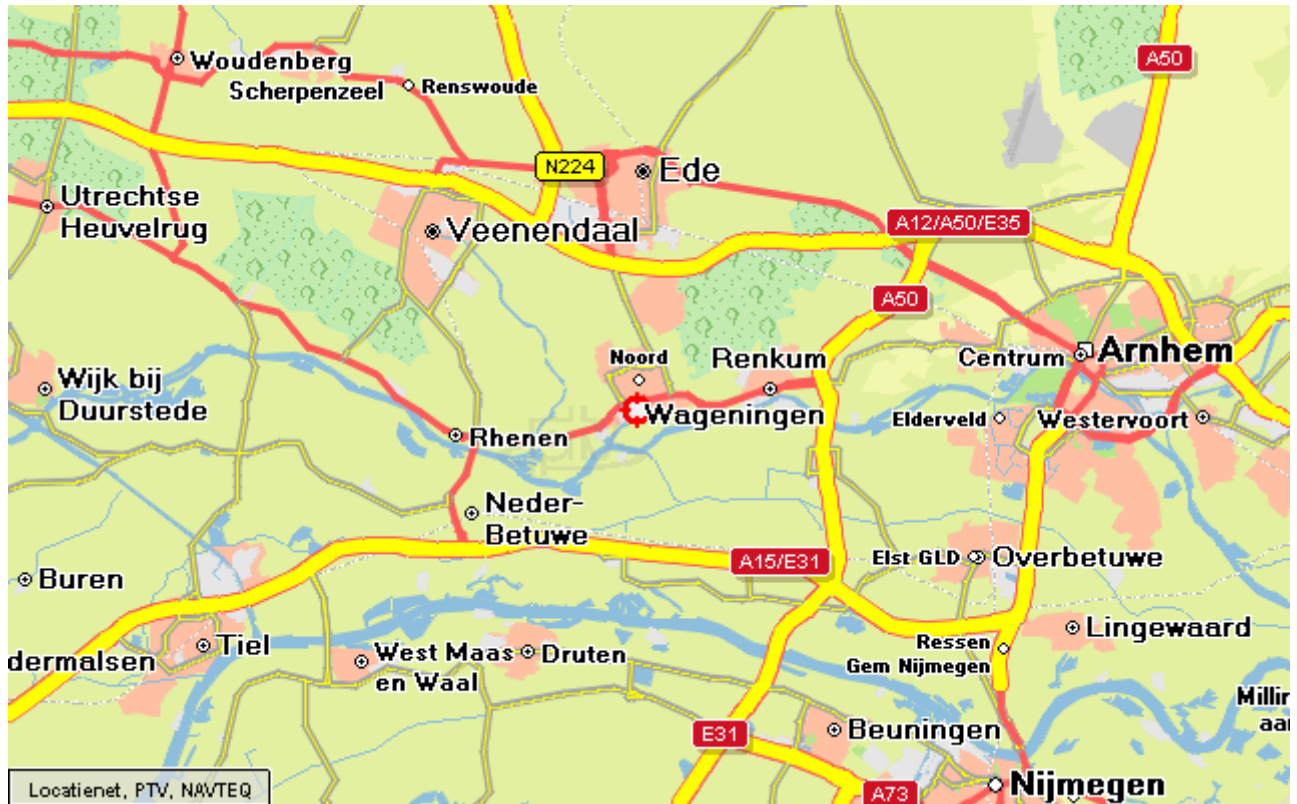 A50
Woudenberg
Scherpenzeel
Renswoude
N224
Ede
Utrechtse
Heuvelrug
Veenendaal
A12/A50/E35
A50
Noord
Renkum
Centrum
Arnhem
Wijk bij
Duurstede
Wageningen
Elderveld
Westervoort
Rhenen
Neder-
Betuwe
A15/E31
Elst GLD
Overbetuwe
Buren
Tiel
dermalsen
West Maas
en Waal
Druten
Ressen
Gem Nijmegen
Lingewaard
Millin
aan
E31
Beuningen
A73
Nijmegen
Locatienet, PTV, NAVTEQ